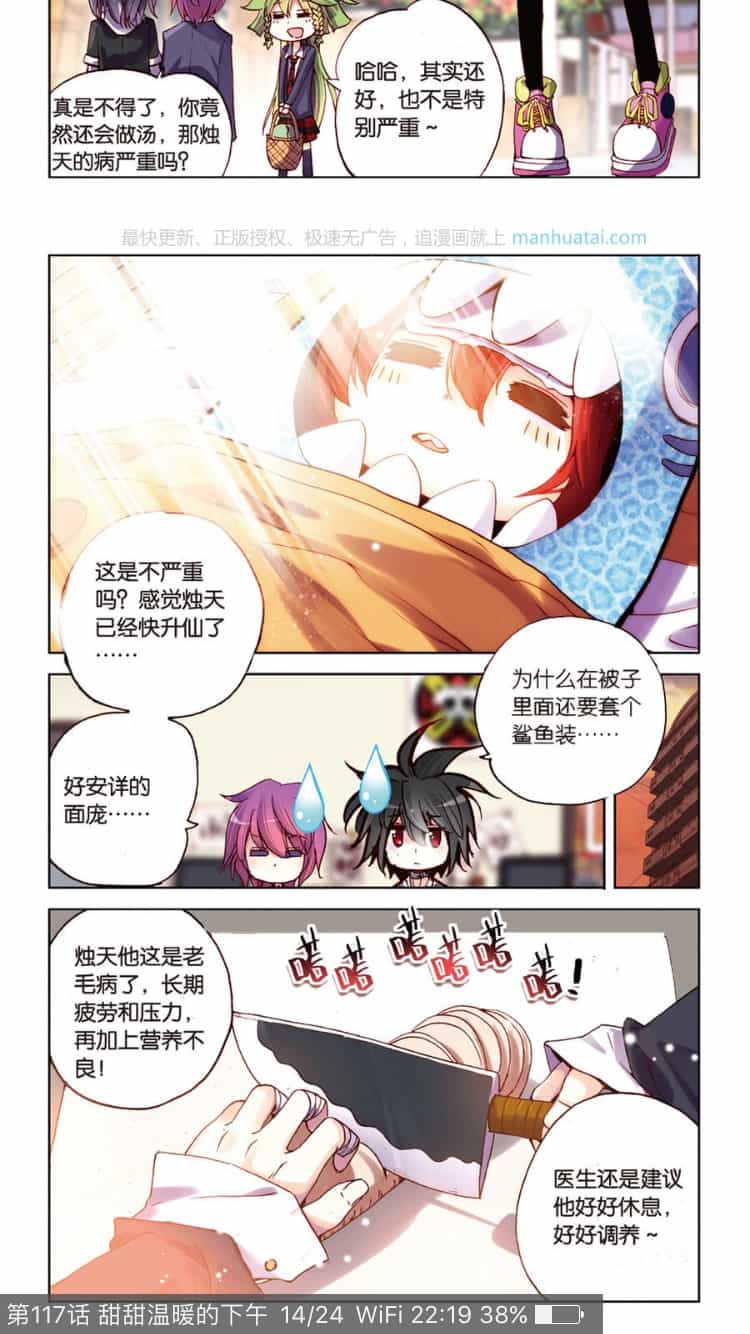 真是不得了，你竟
然还会做汤，那烛
天的病严重吗？
哈哈，其实还
好，也不是特
别严重～
最快更新、正版授权、极速无广告，追漫画就上 manhuatai.com
这是不严重
吗？感觉烛天
已经快升仙了
……
为什么在被子
里面还要套个
鲨鱼装……
好安详的
面庞……
烛天他这是老
毛病了，长期
疲劳和压力，
再加上营养不
良！
嗒嗒嗒嗒嗒嗒！
医生还是建议
他好好休息，
好好调养～
第117话 甜甜温暖的下午 14/24 WiFi 22:19 38%